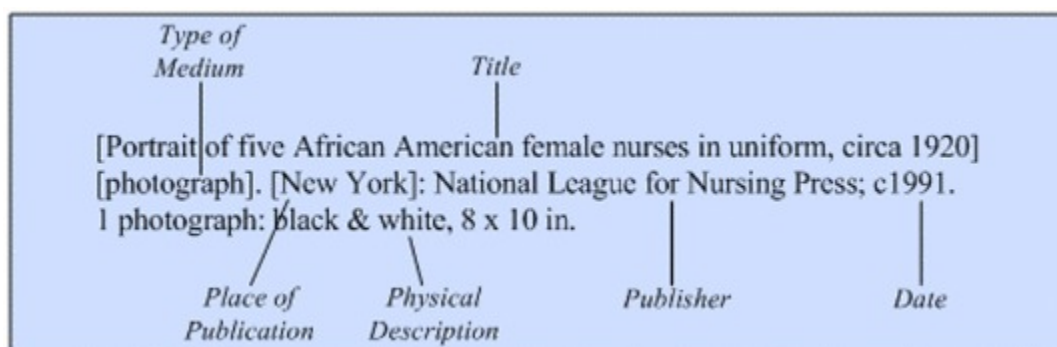 Type of
Medium
Title
[Portrait of five African American female nurses in uniform, circa 1920]
[photograph]. [New York]: National League for Nursing Press; c1991.
1 photograph: black & white, 8 x 10 in.
Place of
Publication
Physical
Description
Publisher
Date